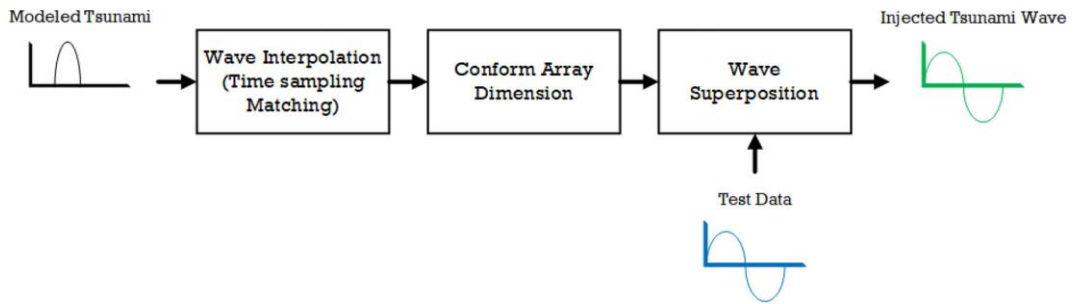 Modeled Tsunami
Wave Interpolation
(Time sampling
Matching)
Conform Array
Dimension
Wave
Superposition
Injected Tsunami Wave
Test Data